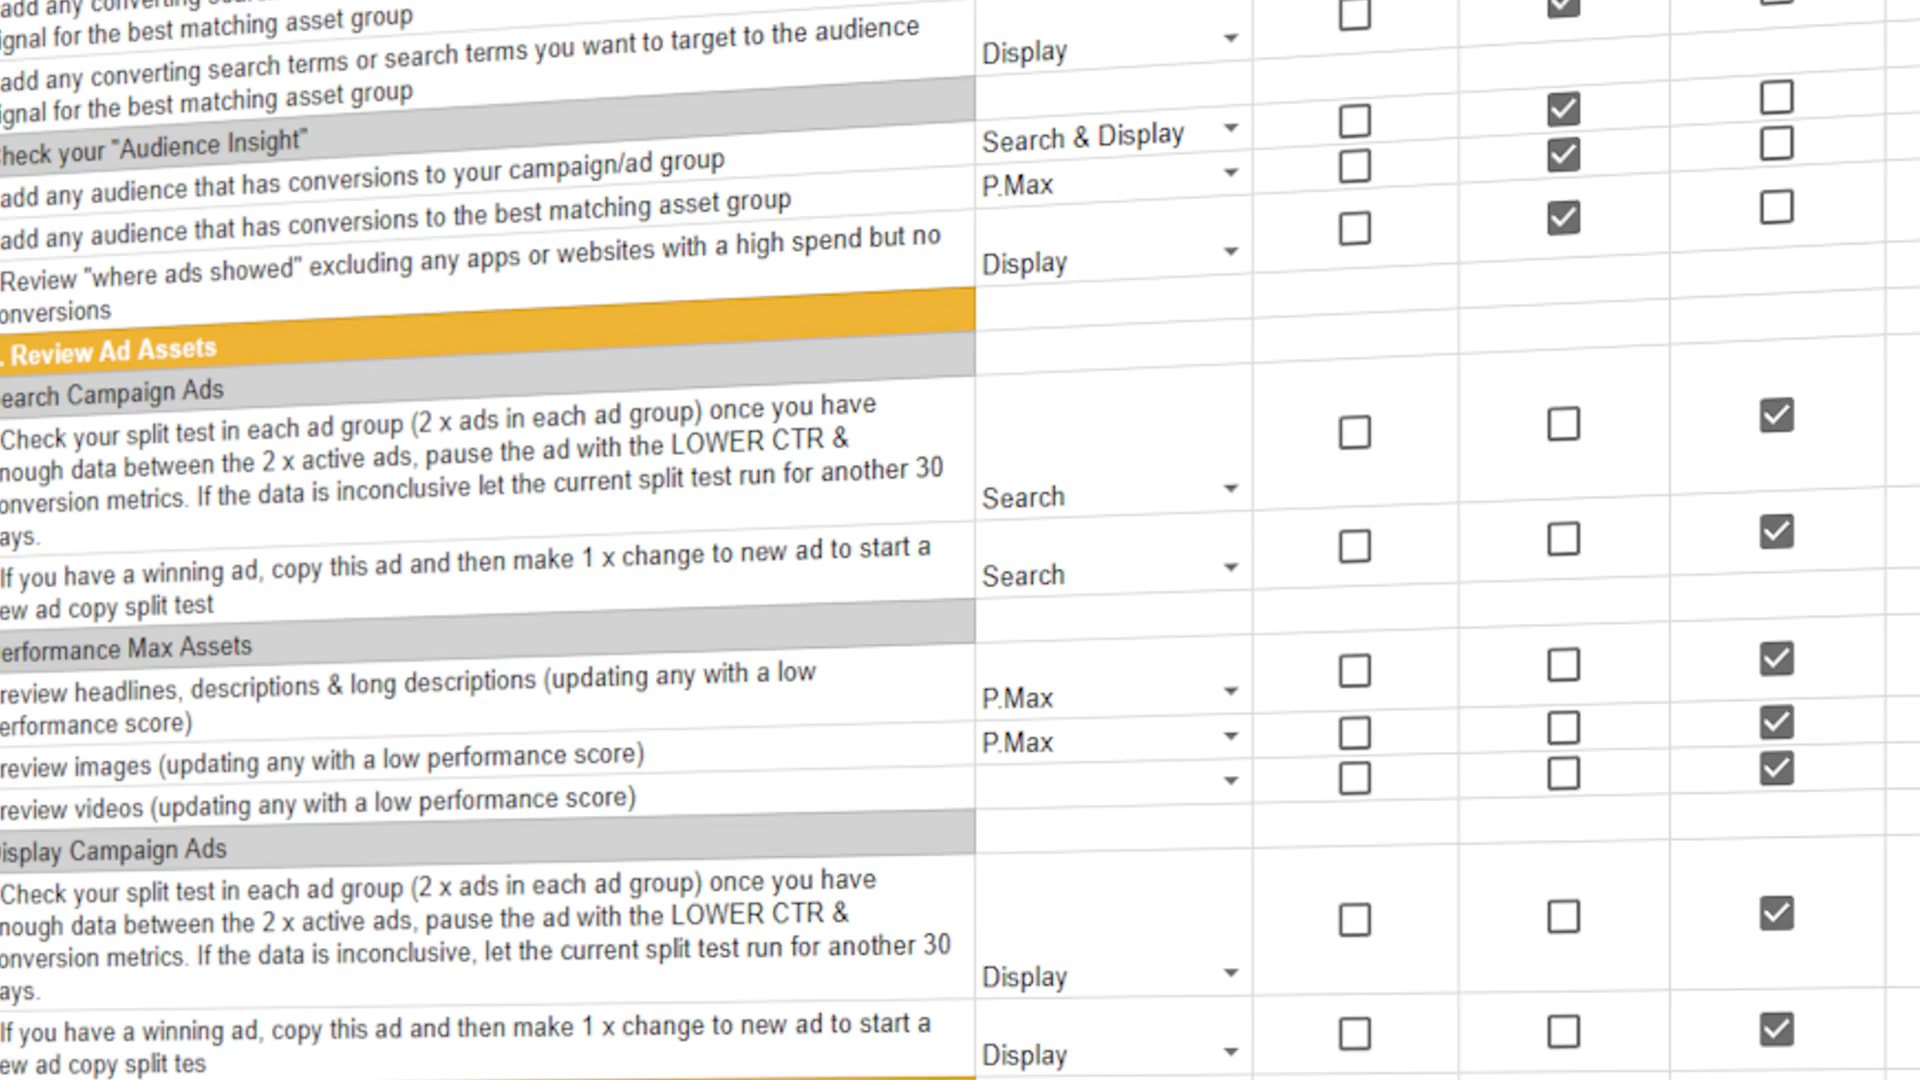 add any converting
ignal for the best matching asset group
add any converting search terms or search terms you want to target to the audience
ignal for the best matching asset group
Display
heck your "Audience Insight"
add any audience that has conversions to your campaign/ad group
Search & Display
add any audience that has conversions to the best matching asset group
P.Max
Review "where ads showed" excluding any apps or websites with a high spend but no
onversions
Display
. Review Ad Assets
earch Campaign Ads
Check your split test in each ad group (2 x ads in each ad group) once you have
nough data between the 2 x active ads, pause the ad with the LOWER CTR &
onversion metrics. If the data is inconclusive let the current split test run for another 30
ays.
Search
If you have a winning ad, copy this ad and then make 1 x change to new ad to start a
ew ad copy split test
Search
erformance Max Assets
review headlines, descriptions & long descriptions (updating any with a low
erformance score)
P.Max
review images (updating any with a low performance score)
P.Max
review videos (updating any with a low performance score)
isplay Campaign Ads
Check your split test in each ad group (2 x ads in each ad group) once you have
nough data between the 2 x active ads, pause the ad with the LOWER CTR &
onversion metrics. If the data is inconclusive, let the current split test run for another 30
ays.
Display
If you have a winning ad, copy this ad and then make 1 x change to new ad to start a
ew ad copy split tes
Display